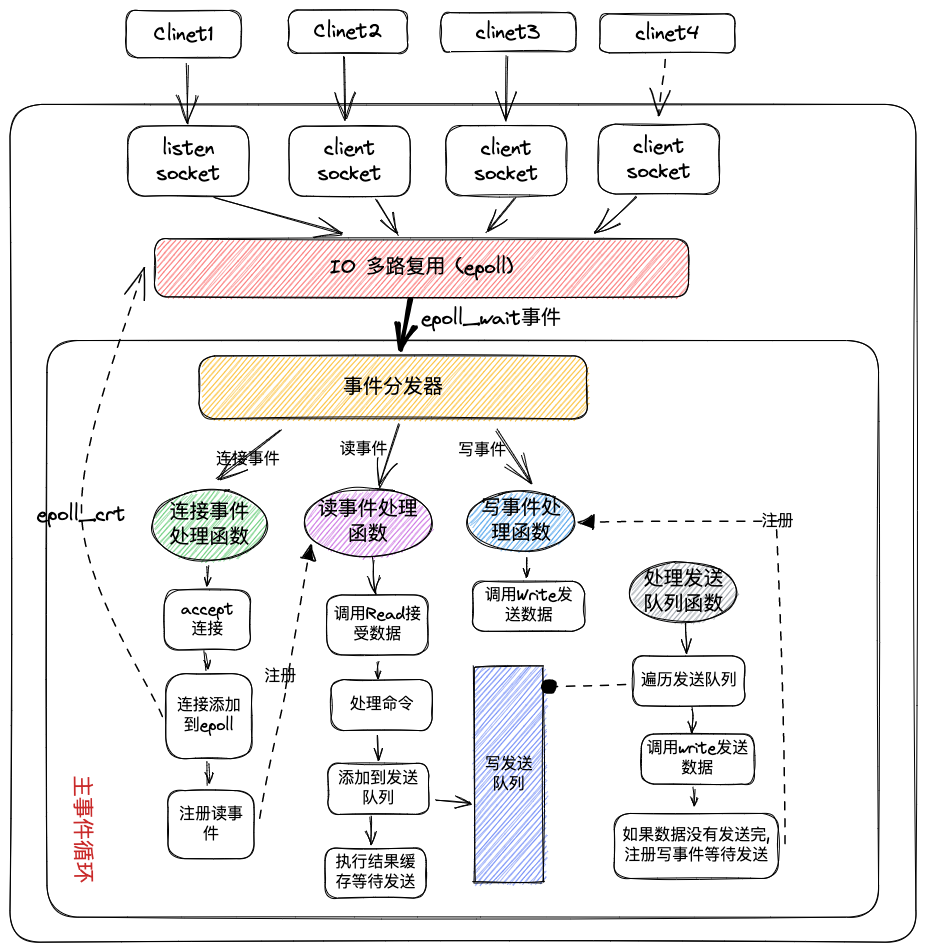 Clinet1
Clinet2
clinet3
clinet4
listen
socket
client
socket
client
socket
client
socket
IO 多路复用 (epoll)
epoll_wait事件
事件分发器
连接事件
读事件
写事件
epoll_crt
连接事件
处理函数
读事件处理
函数
写事件处
理函数
注册
处理发送
队列函数
accept
连接
调用Read接
受数据
调用Write发
送数据
注册
连接添加
到epoll
处理命令
遍历发送队列
写发送
队列
调用write发送
数据
添加到发送
队列
注册读事
件
如果数据没有发送完,
注册写事件等待发送
执行结果缓
存等待发送
主事件循环